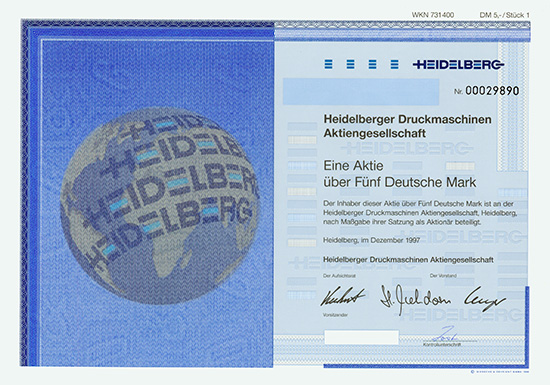 WKN 731400 DM 5,-/Stück 1
HEIDELBERG
Nr. 00029890
Heidelberger Druckmaschinen
Aktiengesellschaft
Eine Aktie
über Fünf Deutsche Mark
Der Inhaber dieser Aktie über Fünf Deutsche Mark ist an der
Heidelberger Druckmaschinen Aktiengesellschaft, Heidelberg,
nach Maßgabe ihrer Satzung als Aktionär beteiligt.
Heidelberg, im Dezember 1997
Heidelberger Druckmaschinen Aktiengesellschaft
Der Aufsichtsrat Der Vorstand
Vorsitzender
Kontrollunterschrift
HEIDELBERG
HEIDELBERG
HEIDELBERG
HEIDELBERG